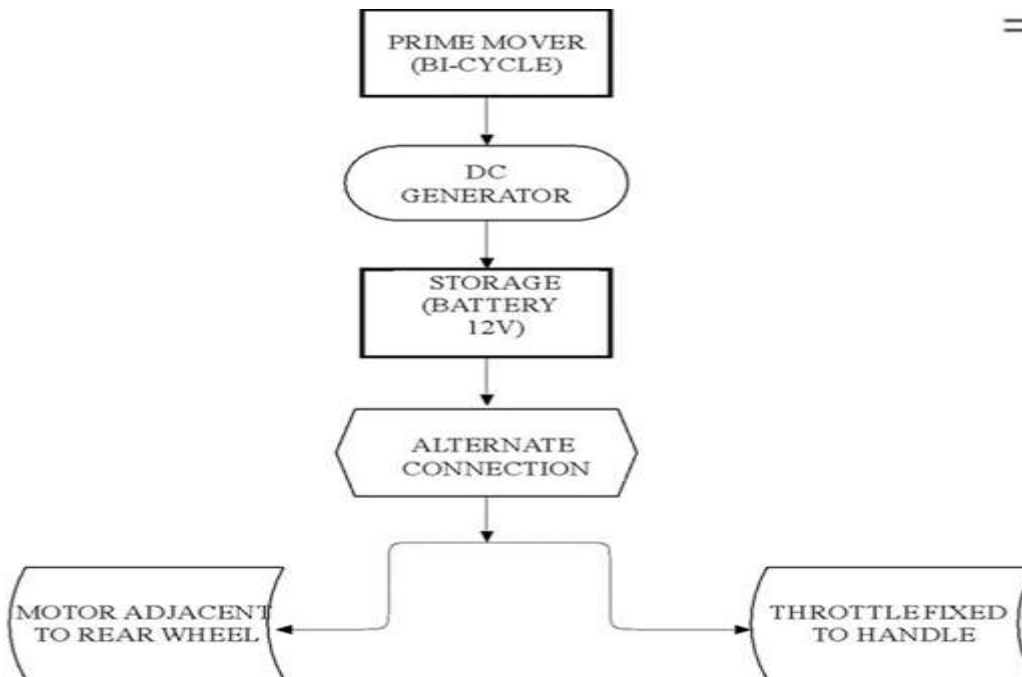 PRIME MOVER
(BI-CYCLE)
DC
GENERATOR
STORAGE
(BATTERY
12V)
ALTERNATE
CONNECTION
MOTOR ADJACENT
TO REAR WHEEL
THROTTLE FIXED
TO HANDLE